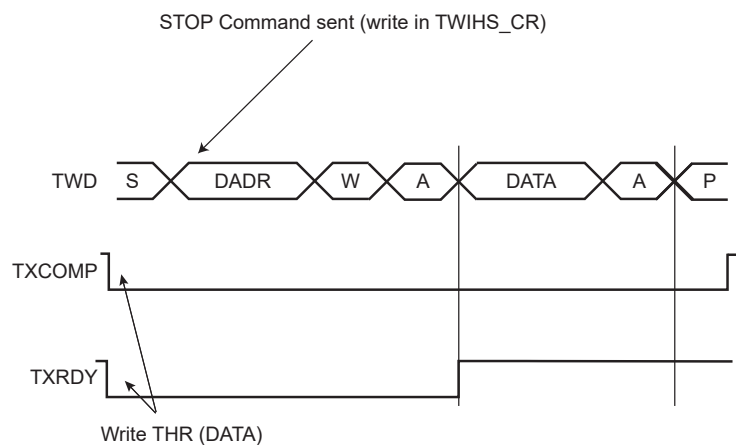 STOP Command sent (write in TWIHS_CR)
TWD S DADR W A DATA A P
TXCOMP
TXRDY
Write THR (DATA)